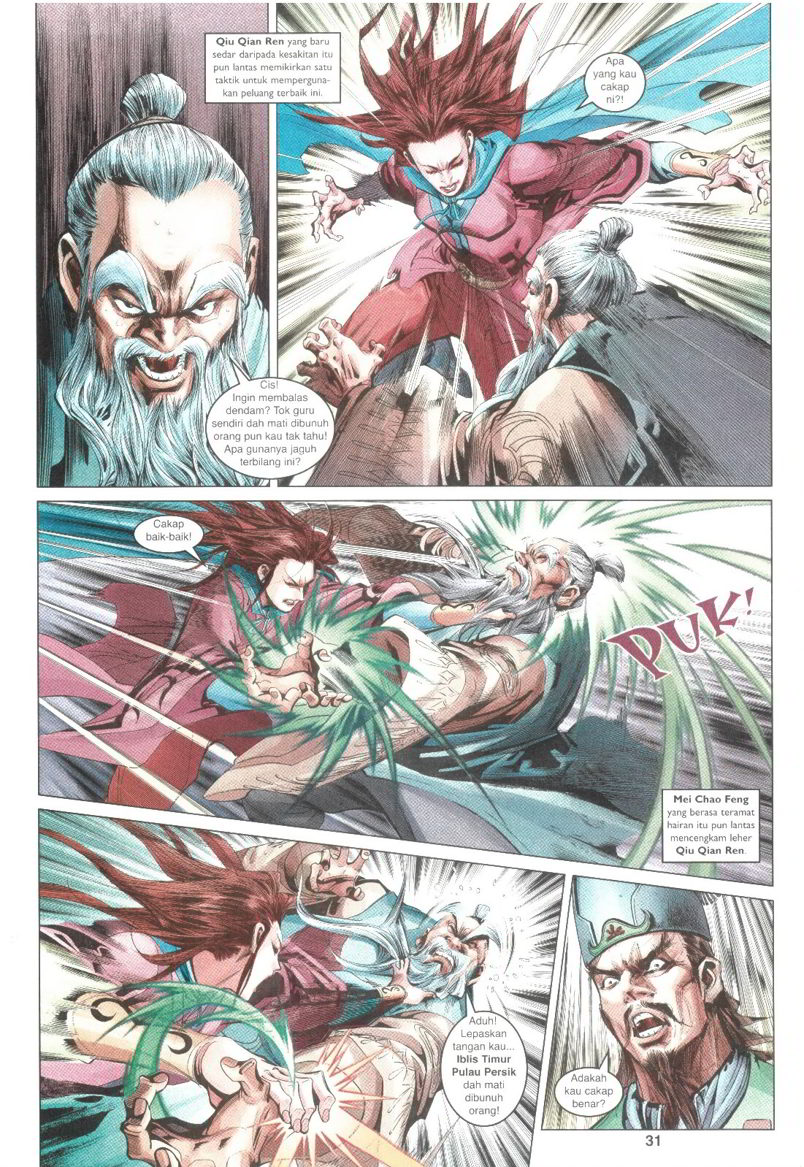 Qiu Qian Ren yang baru
sedar daripada kesakitan itu
pun lantas memikirkan satu
taktik untuk memperguna-
kan peluang terbaik ini.
Apa
yang kau
cakap
ni?!
Cis!
Ingin membalas
dendam? Tok guru
sendiri dah mati dibunuh
orang pun kau tak tahu!
Apa gunanya jaguh
terbilang ini?
Cakap
baik-baik!
PUK!
Mei Chao Feng
yang berasa teramat
hairan itu pun lantas
mencengkam leher
Qiu Qian Ren.
Aduh!
Lepaskan
tangan kau...
Iblis Timur
Pulau Persik
dah mati
dibunuh
orang!
Adakah
kau cakap
benar?
31